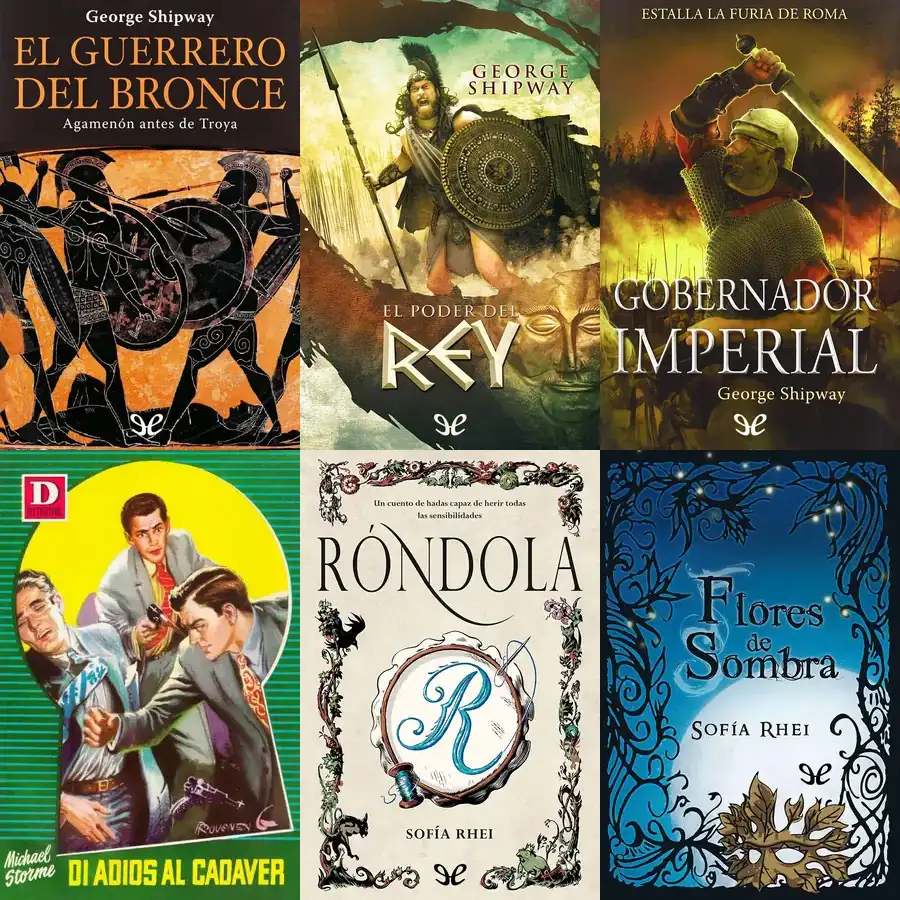 George Shipway
EL GUERRERO
DEL BRONCE
Agamenón antes de Troya
GEORGE
SHIPWAY
EL PODER DEL
REY
ESTALLA LA FURIA DE ROMA
GOBERNADOR
IMPERIAL
George Shipway
D
Michael
Storme
DI ADIOS AL CADAVER
Un cuento de hadas capaz de herir todas
las sensibilidades
RÓNDOLA
R
SOFÍA RHEI
Flores
de
Sombra
SOFÍA RHEI